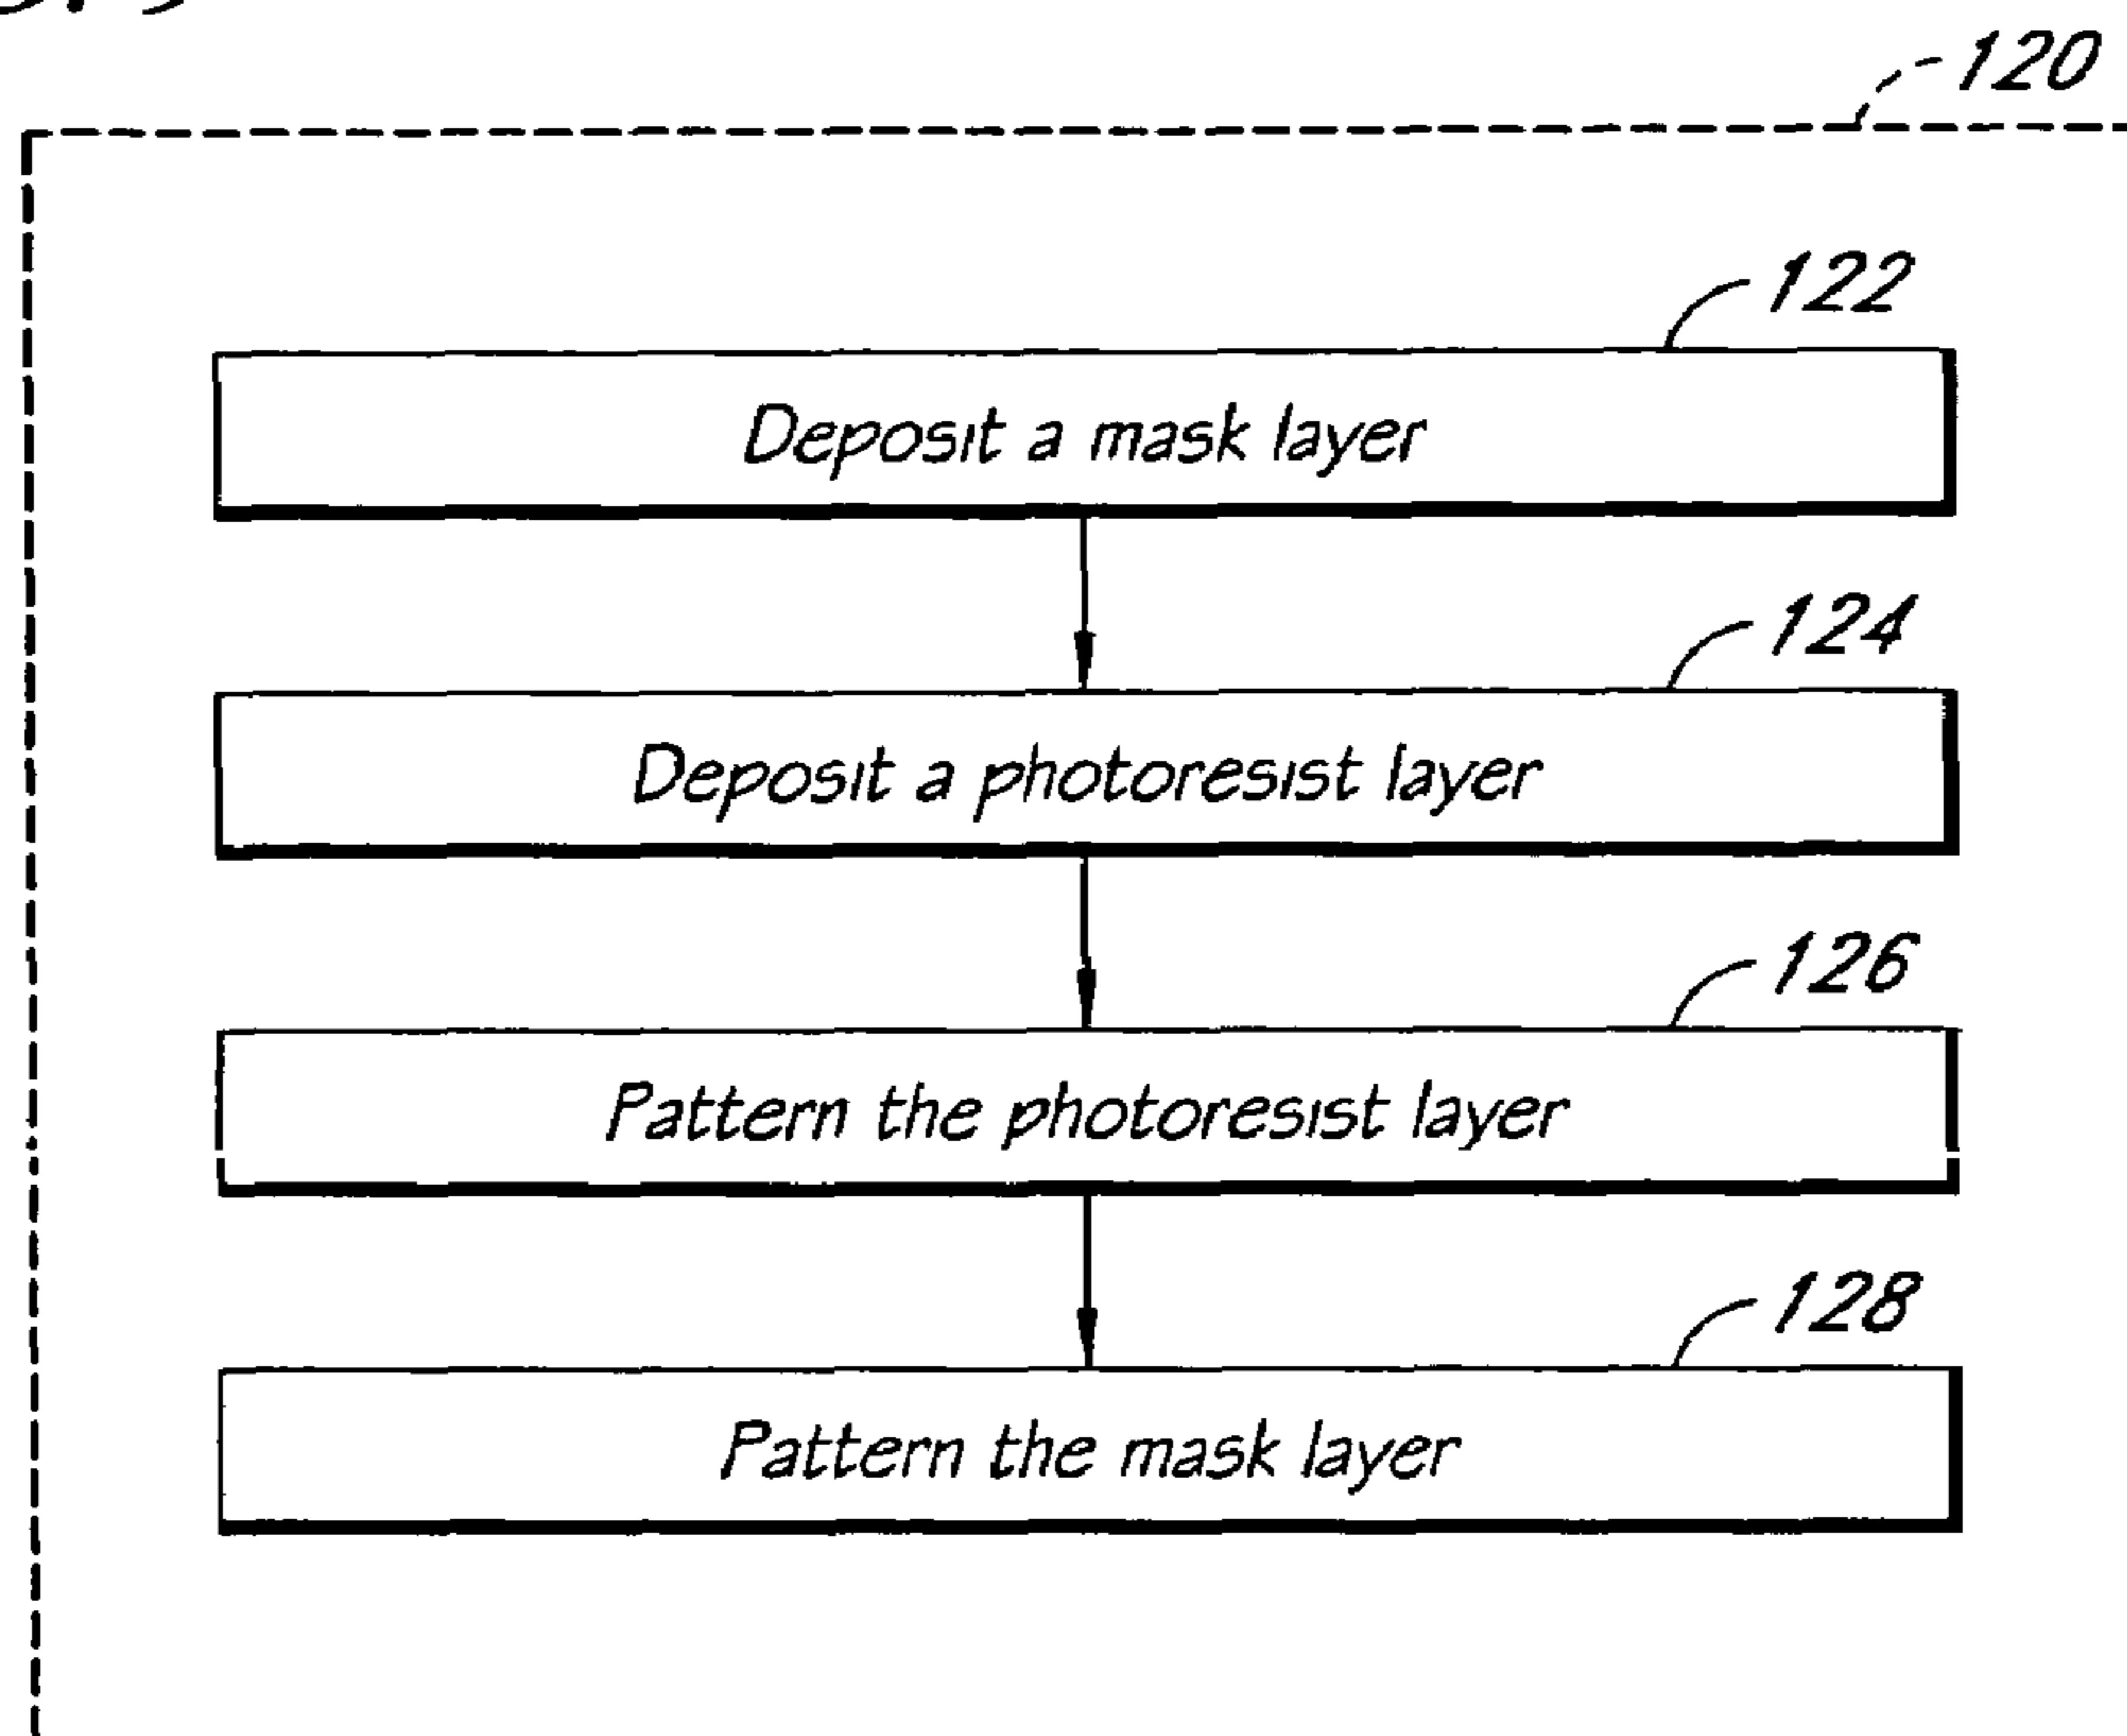 120
122
Deposit a mask layer
124
Deposit a photoresist layer
126
Pattern the photoresist layer
128
Pattern the mask layer